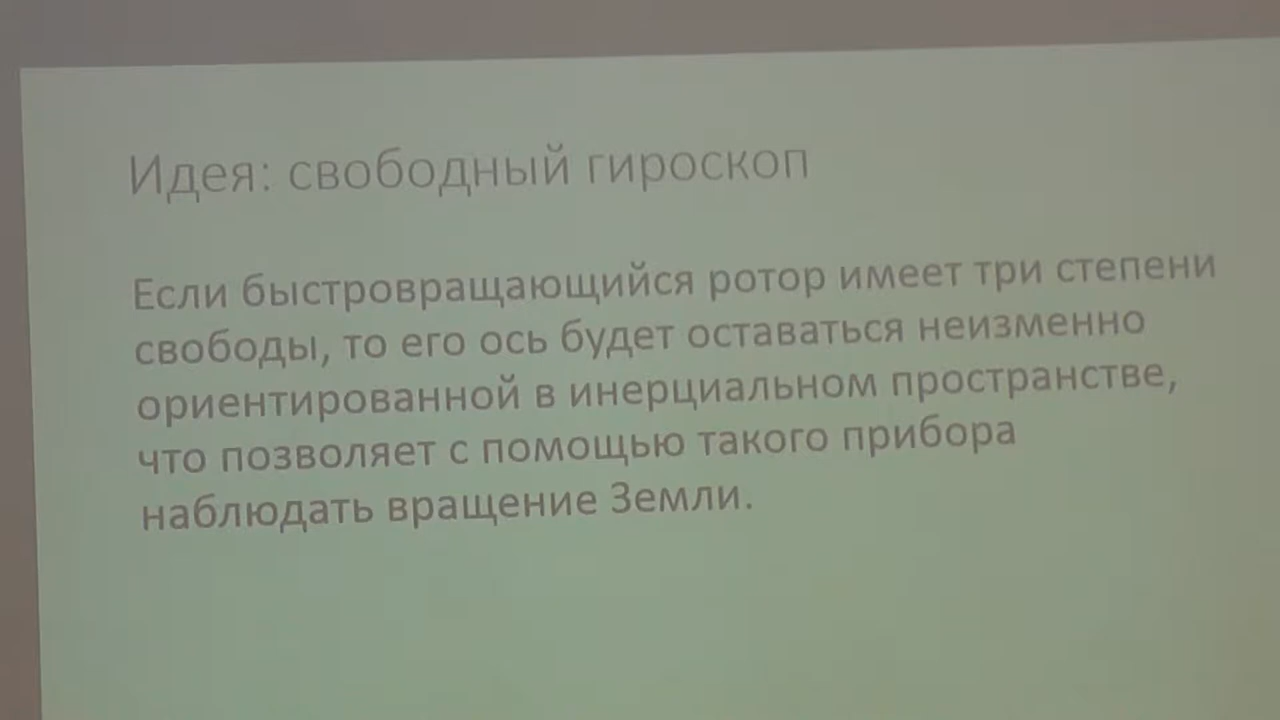 Идея: свободный гироскоп
Если быстровращающийся ротор имеет три степени
свободы, то его ось будет оставаться неизменно
ориентированной в инерциальном пространстве,
что позволяет с помощью такого прибора
наблюдать вращение Земли.